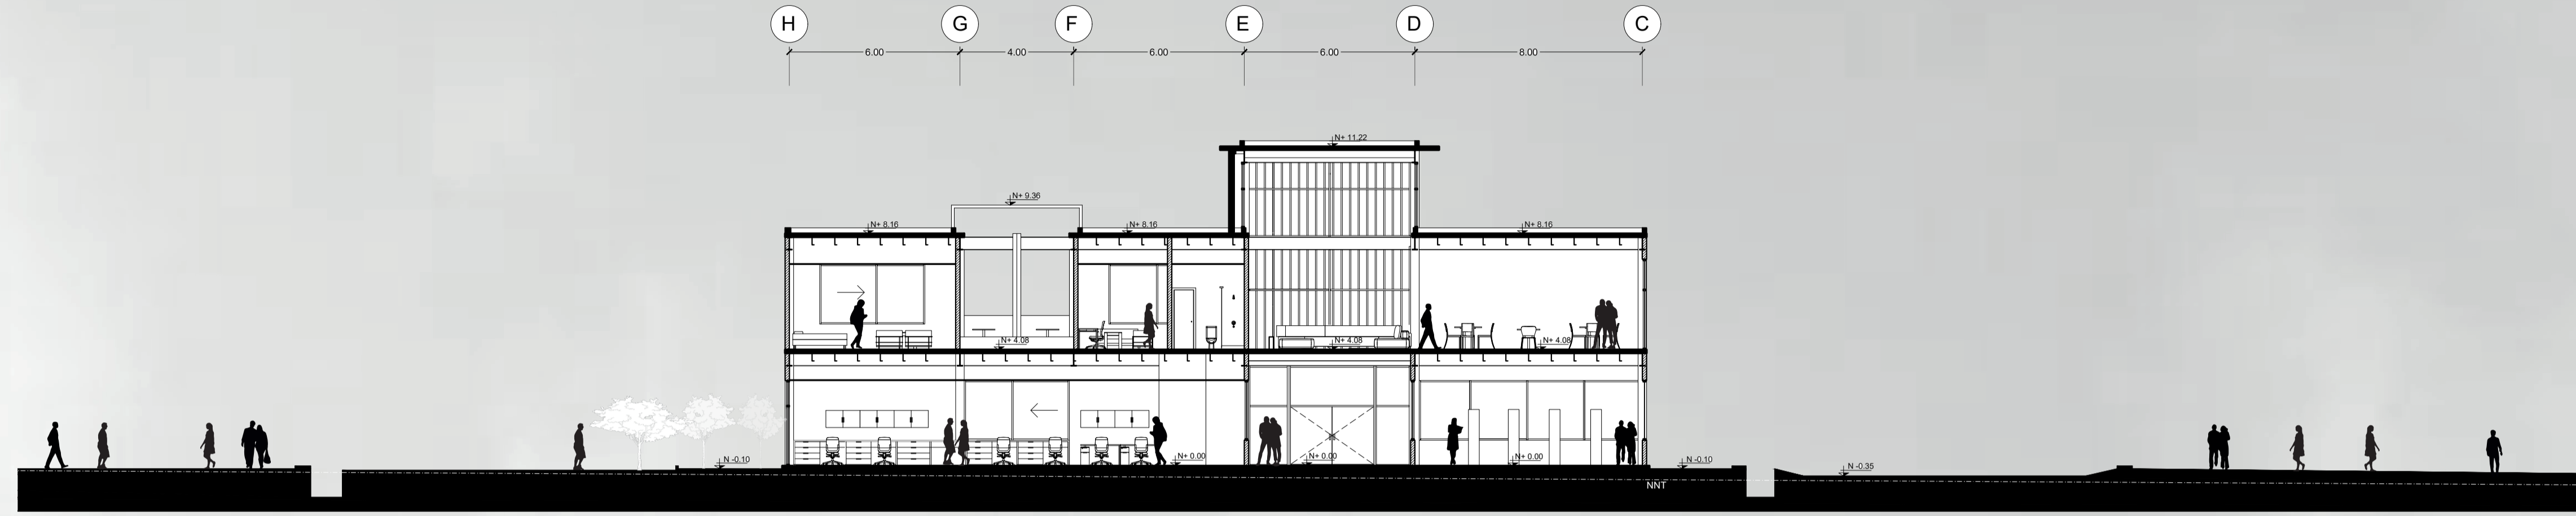 H G F E D C
6.00 4.00 6.00 6.00 8.00
N+ 11.22
N+ 9.36
N+ 8.16 N+ 8.16 N+ 8.16
N+ 4.08 N+ 4.08 N+ 4.08
N+ 0.00 N+ 0.00 N+ 0.00
N -0.10 N -0.10 N -0.35
NNT